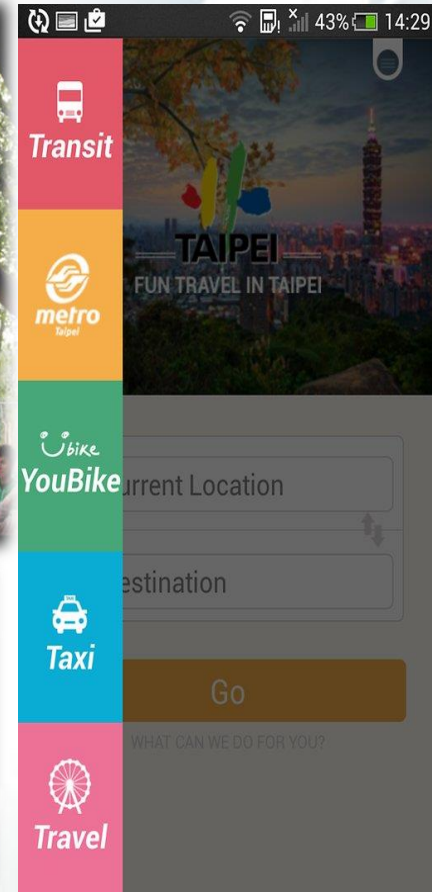 43% 14:29
Transit
TAIPEI
FUN TRAVEL IN TAIPEI
metro
Taipei
Ubike
YouBike
urrent Location
estination
Taxi
Go
WHAT CAN WE DO FOR YOU?
Travel